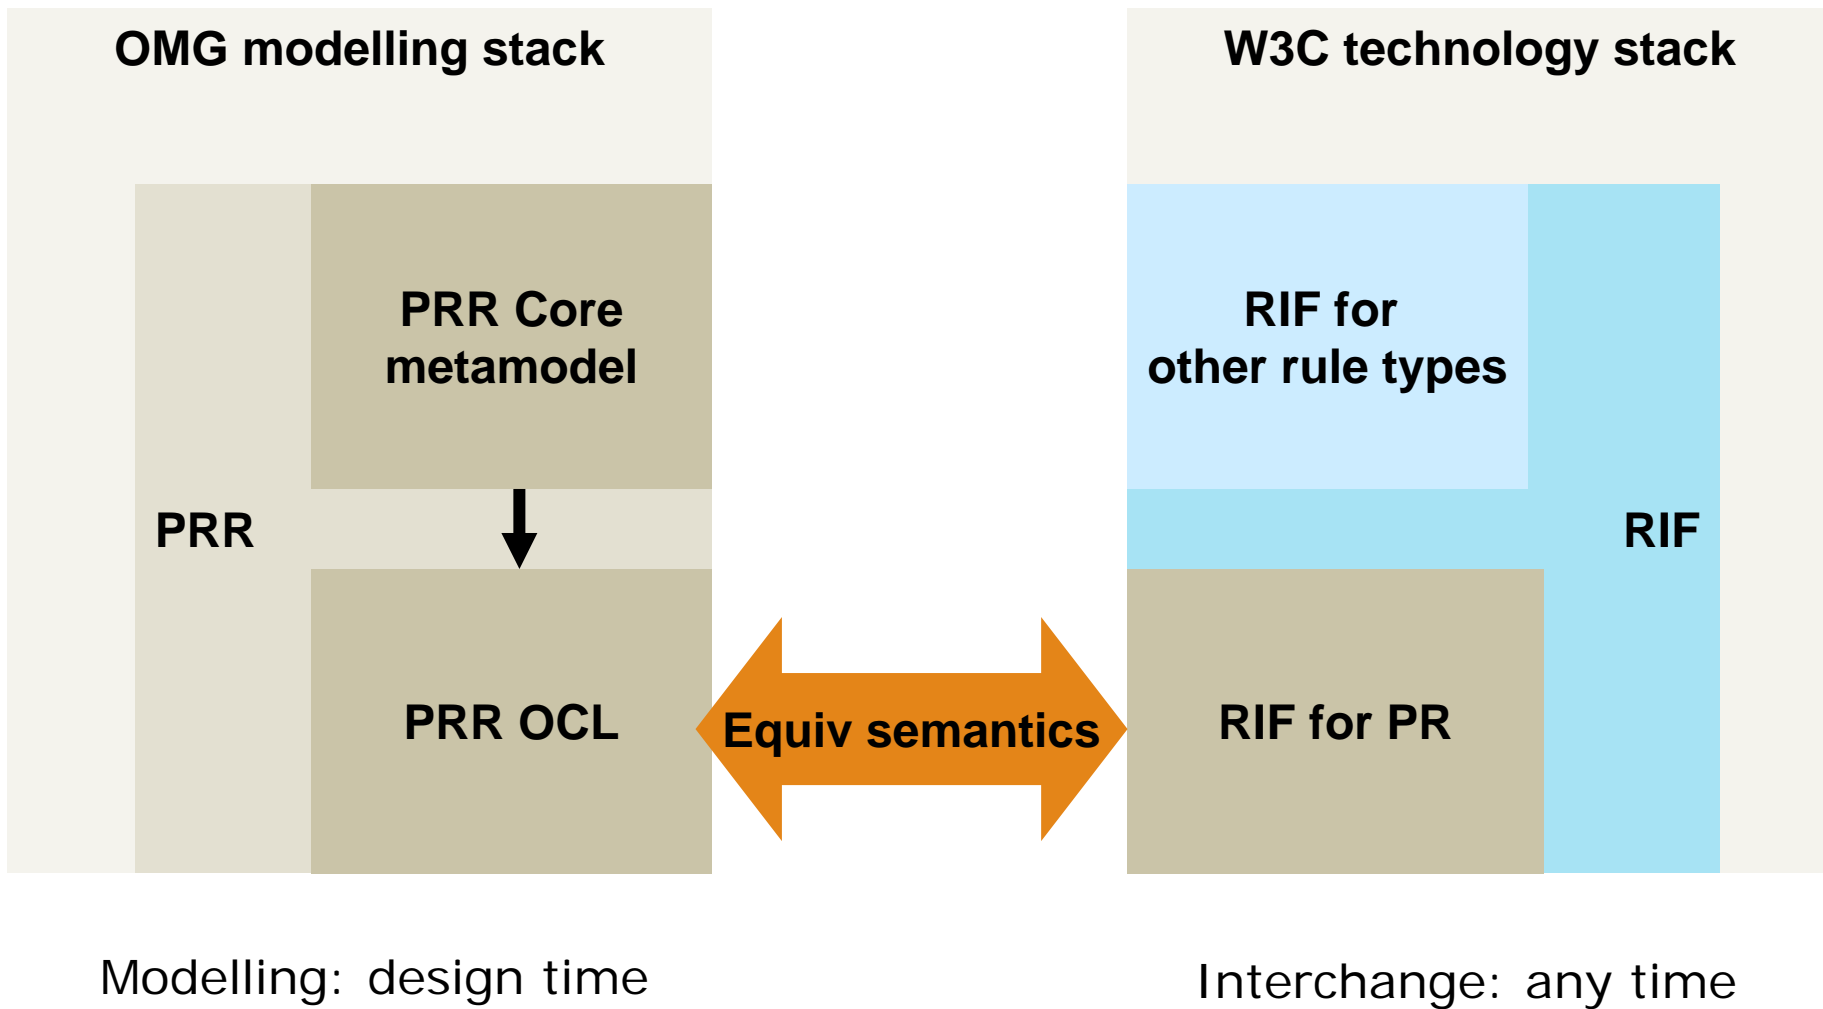 OMG modelling stack
W3C technology stack
PRR Core
metamodel
RIF for
other rule types
PRR
RIF
PRR OCL
Equiv semantics
RIF for PR
Modelling: design time
Interchange: any time